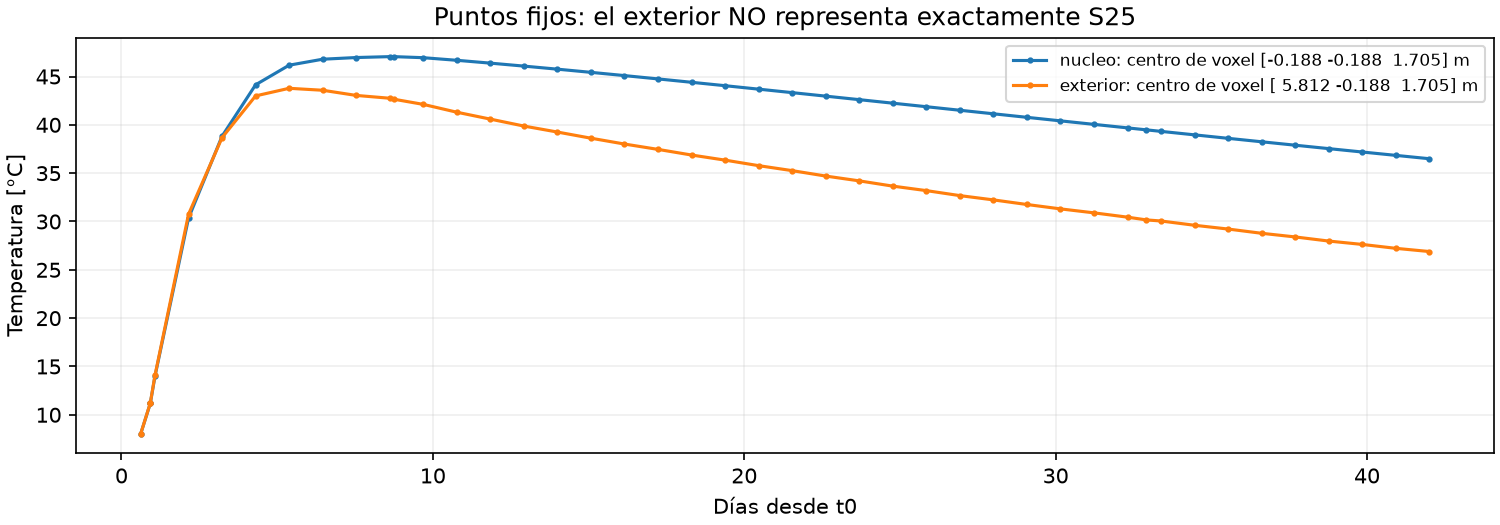 Puntos fijos: el exterior NO representa exactamente S25
nucleo: centro de voxel [-0.188 -0.188  1.705] m
exterior: centro de voxel [ 5.812 -0.188  1.705] m
Temperatura [°C]
45
40
35
30
25
20
15
10
0 10 20 30 40
Días desde t0